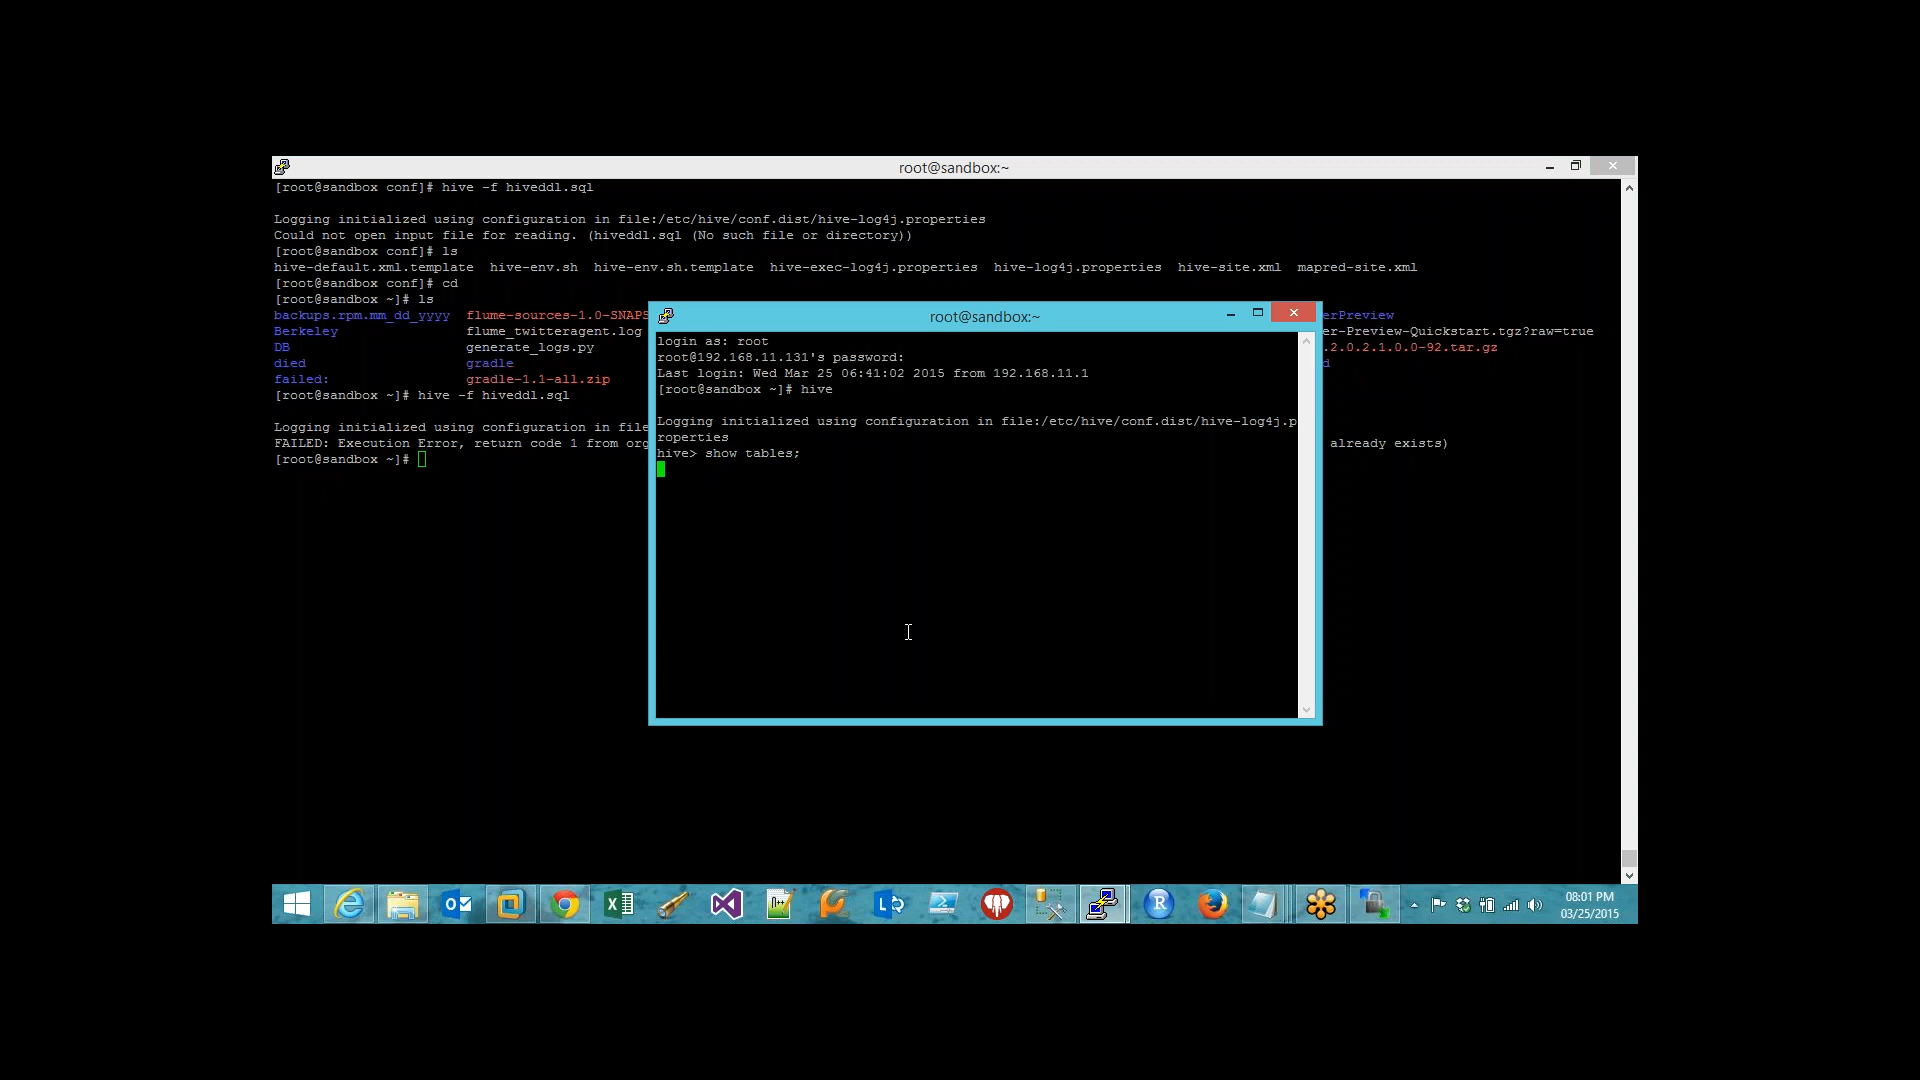 root@sandbox:~
[root@sandbox conf]# hive -f hiveddl.sql
Logging initialized using configuration in file:/etc/hive/conf.dist/hive-log4j.properties
Could not open input file for reading. (hiveddl.sql (No such file or directory))
[root@sandbox conf]# ls
hive-default.xml.template hive-env.sh hive-env.sh.template hive-exec-log4j.properties hive-log4j.properties hive-site.xml mapred-site.xml
[root@sandbox conf]# cd
[root@sandbox ~]# ls
backups.rpm.mm_dd_yyyy flume-sources-1.0-SNAPS erPreview
Berkeley flume_twitteragent.log er-Preview-Quickstart.tgz?raw=true
DB generate_logs.py .2.0.2.1.0.0-92.tar.gz
died gradle d
failed: gradle-1.1-all.zip
[root@sandbox ~]# hive -f hiveddl.sql
Logging initialized using configuration in file
FAILED: Execution Error, return code 1 from org already exists)
[root@sandbox ~]#
root@sandbox:~
login as: root
root@192.168.11.131's password:
Last login: Wed Mar 25 06:41:02 2015 from 192.168.11.1
[root@sandbox ~]# hive
Logging initialized using configuration in file:/etc/hive/conf.dist/hive-log4j.p
roperties
hive> show tables;
08:01 PM
03/25/2015